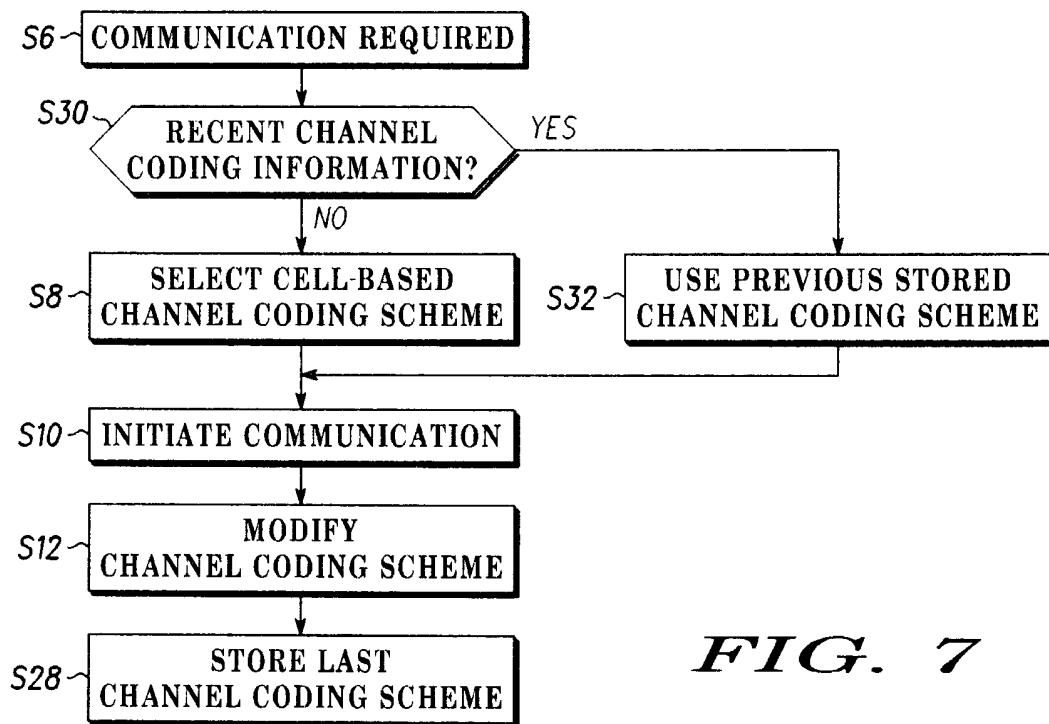 S6 COMMUNICATION REQUIRED
S30 RECENT CHANNEL
CODING INFORMATION?
YES
NO
S8 SELECT CELL-BASED
CHANNEL CODING SCHEME
S32 USE PREVIOUS STORED
CHANNEL CODING SCHEME
S10 INITIATE COMMUNICATION
S12 MODIFY
CHANNEL CODING SCHEME
S28 STORE LAST
CHANNEL CODING SCHEME
FIG. 7